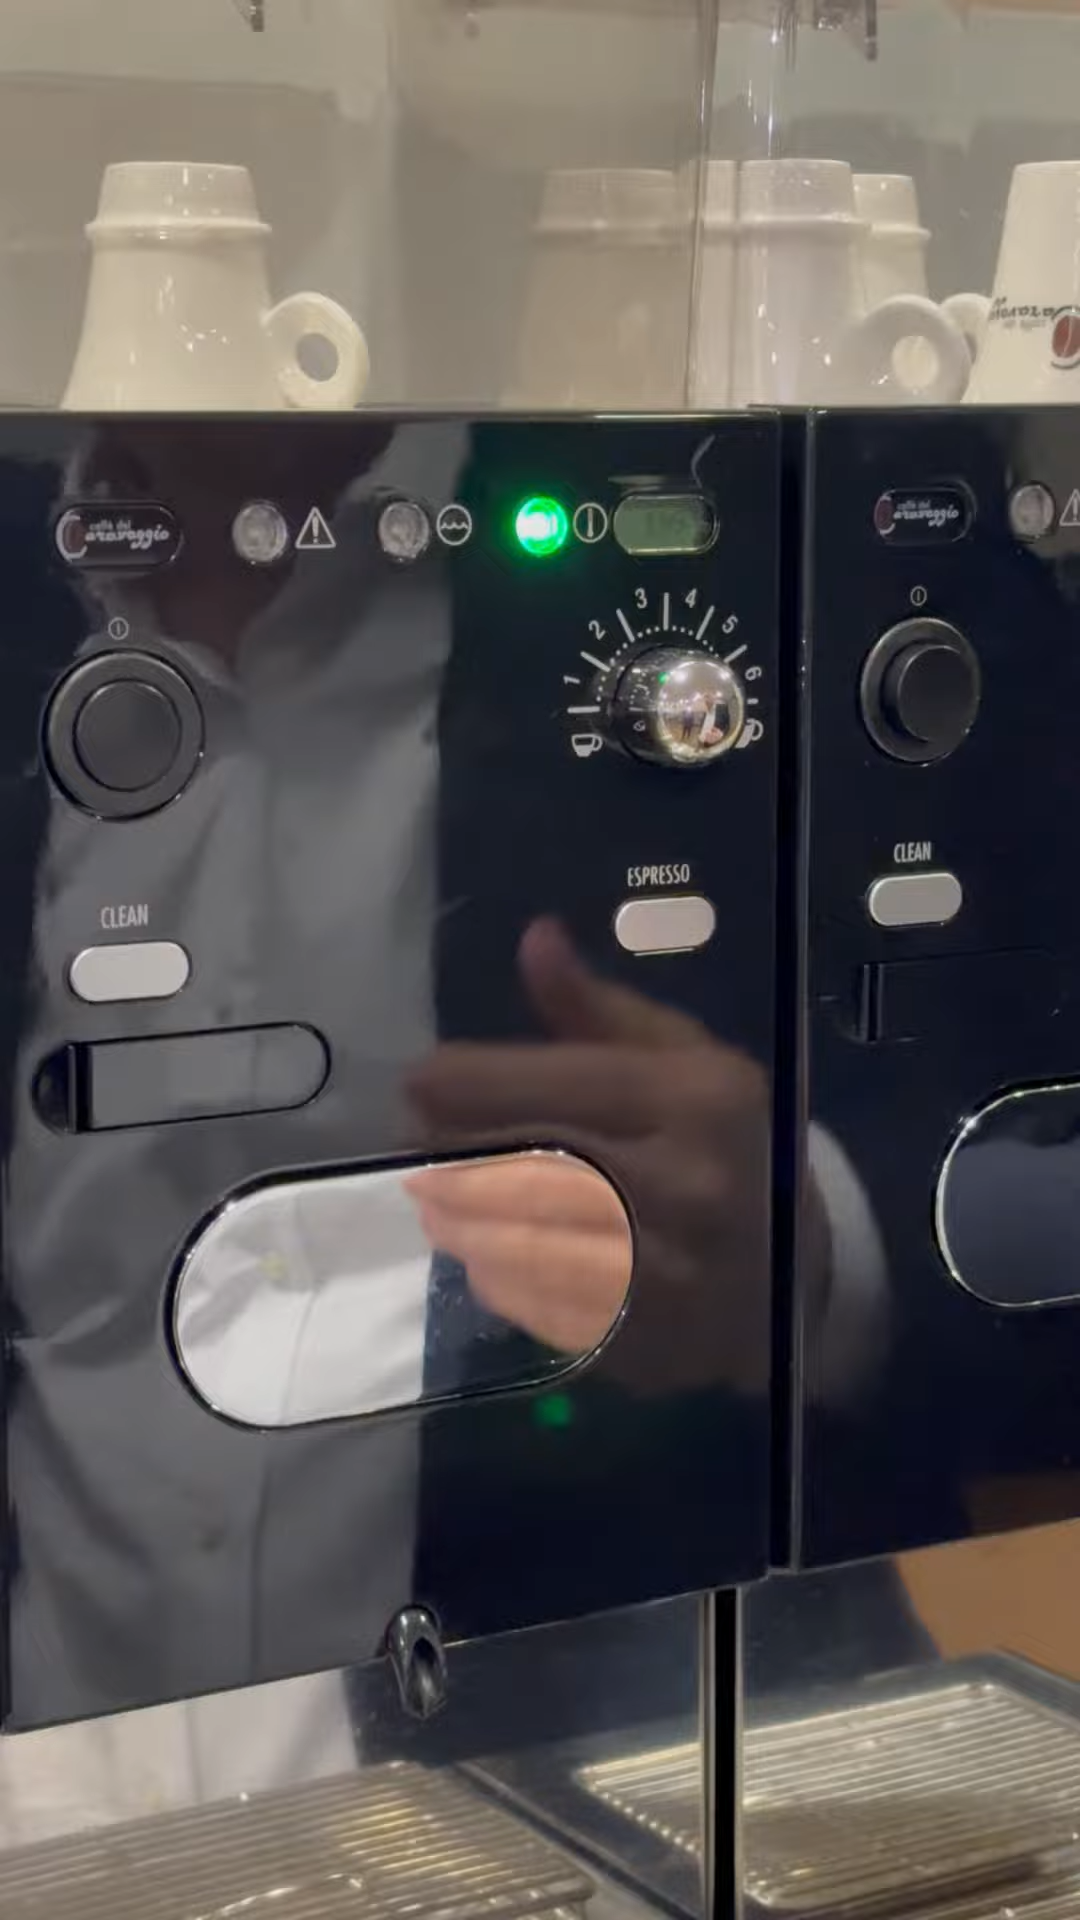 caffè del
Caravaggio
caffè del
Caravaggio
1 2 3 4 5 6
CLEAN
ESPRESSO
CLEAN